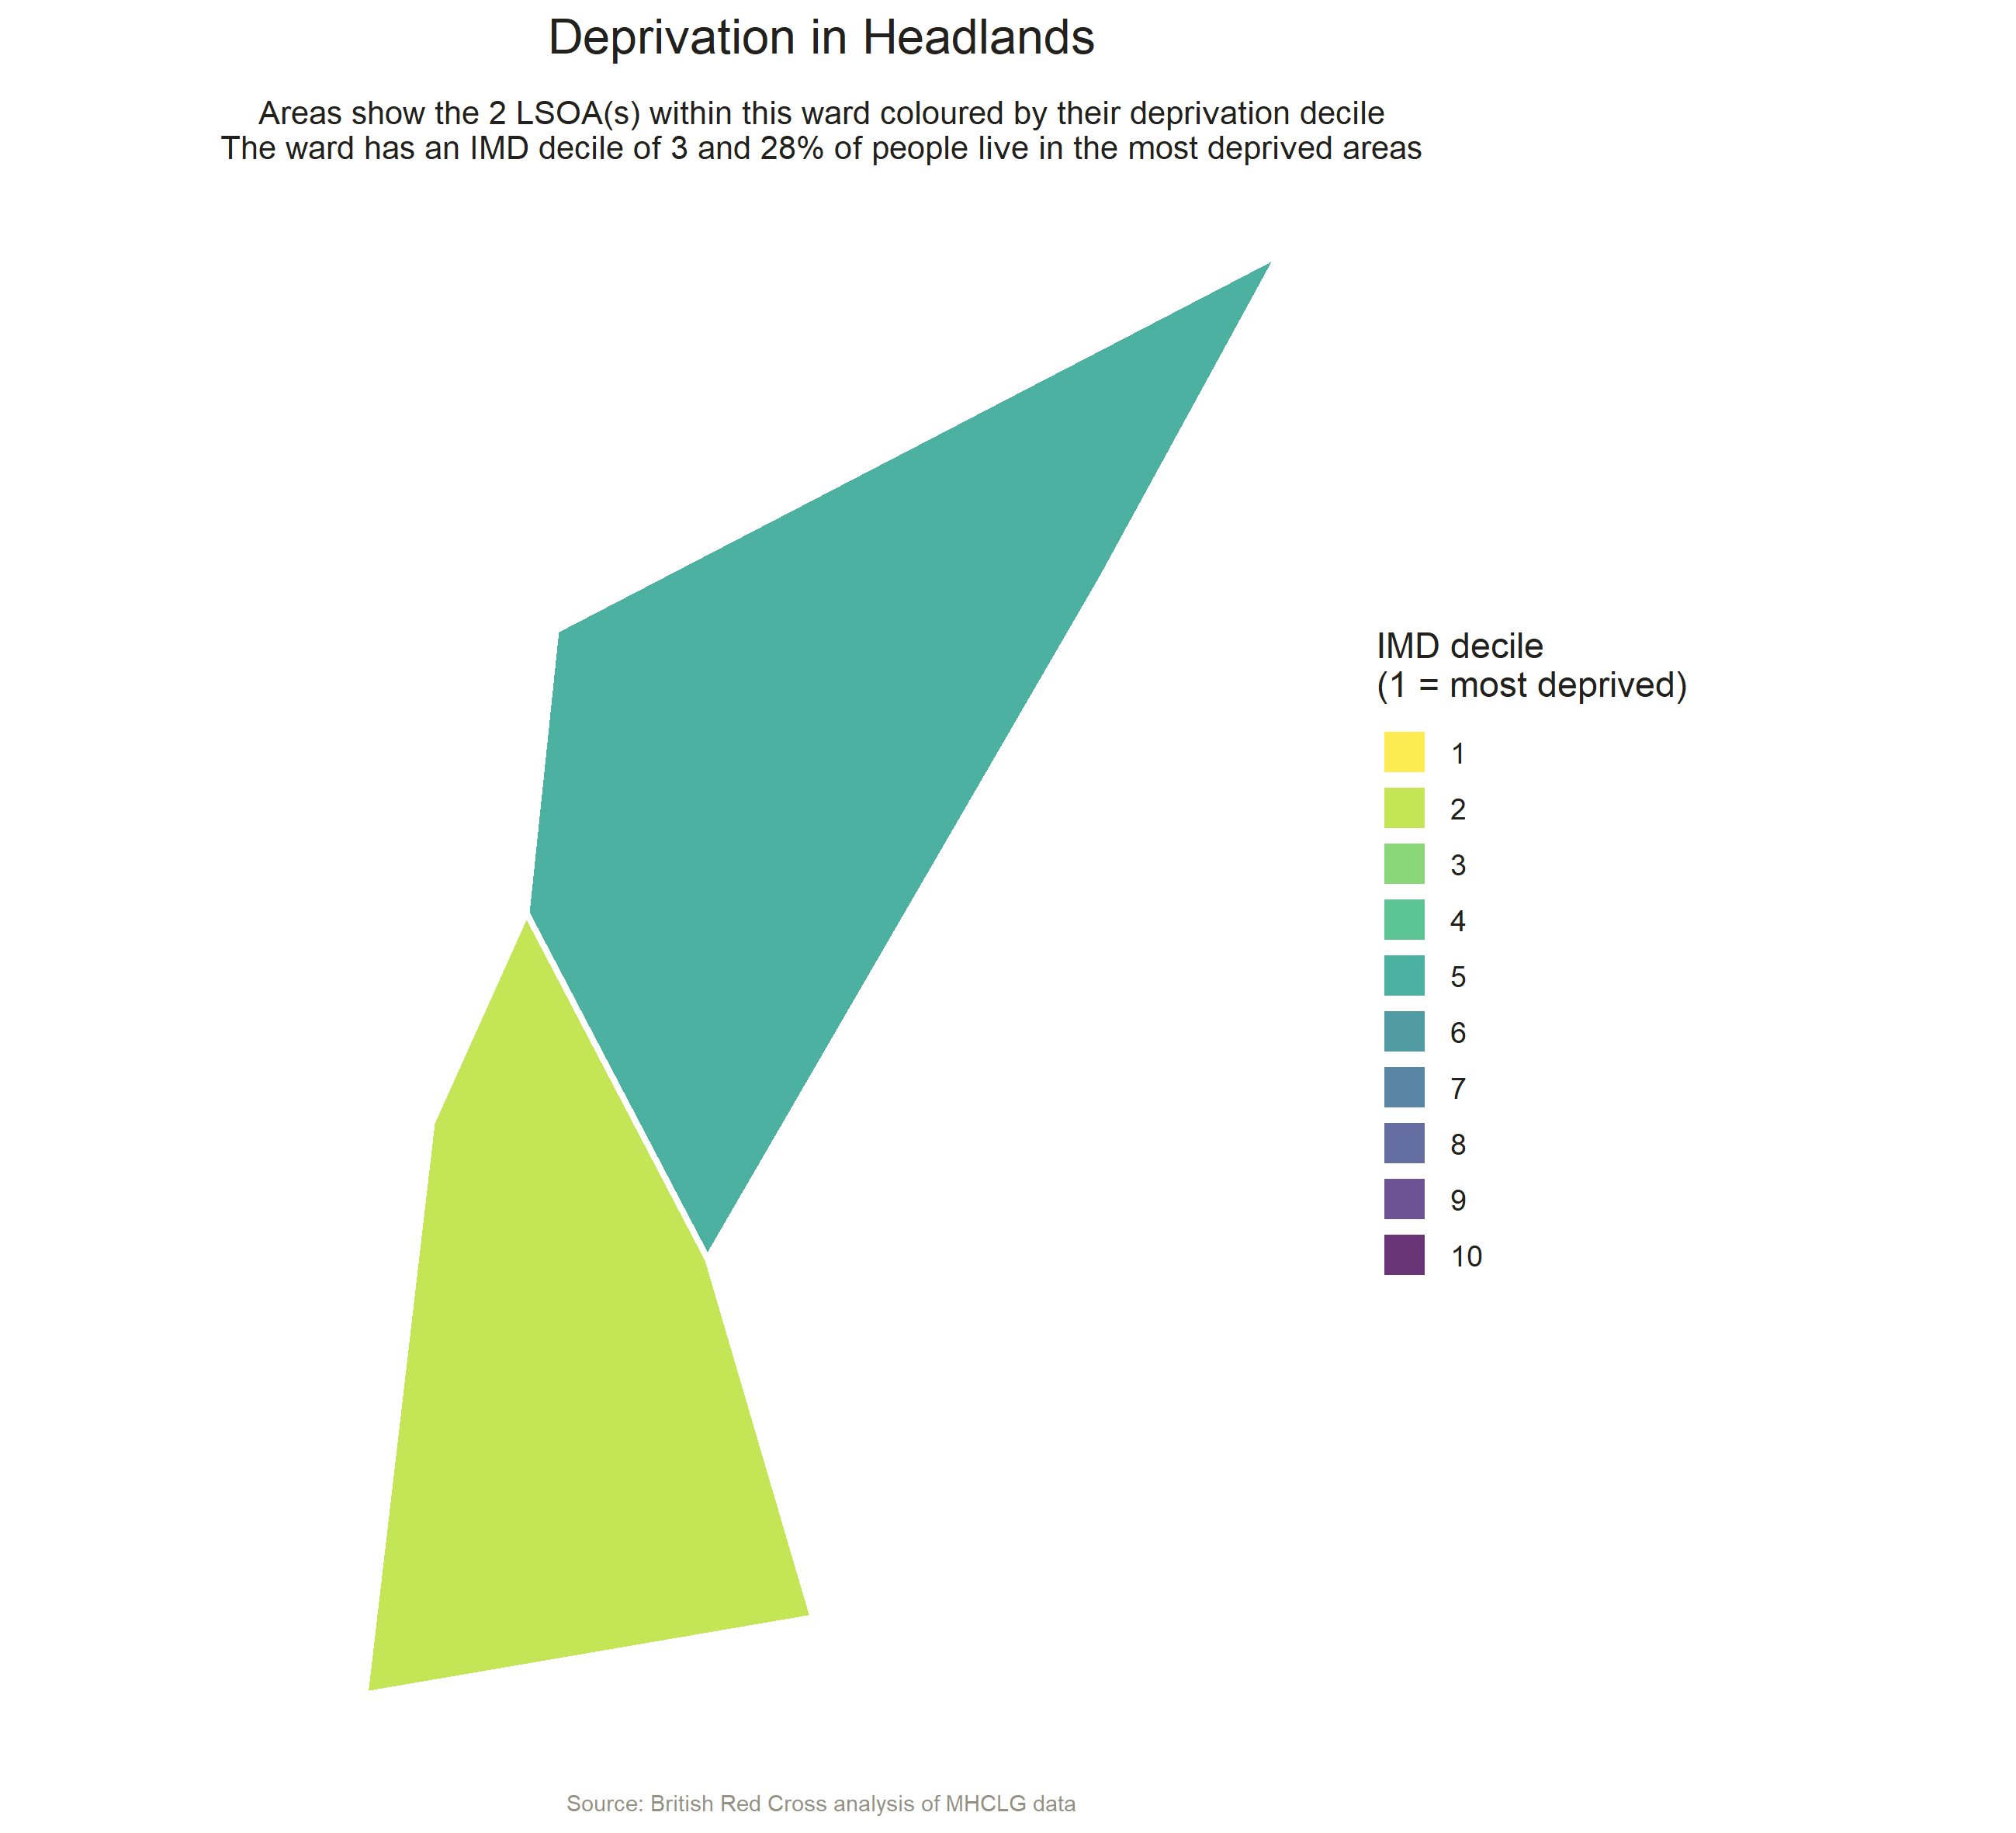 Deprivation in Headlands
Areas show the 2 LSOA(s) within this ward coloured by their deprivation decile
The ward has an IMD decile of 3 and 28% of people live in the most deprived areas
IMD decile
(1 = most deprived)
1
2
3
4
5
6
7
8
9
10
Source: British Red Cross analysis of MHCLG data